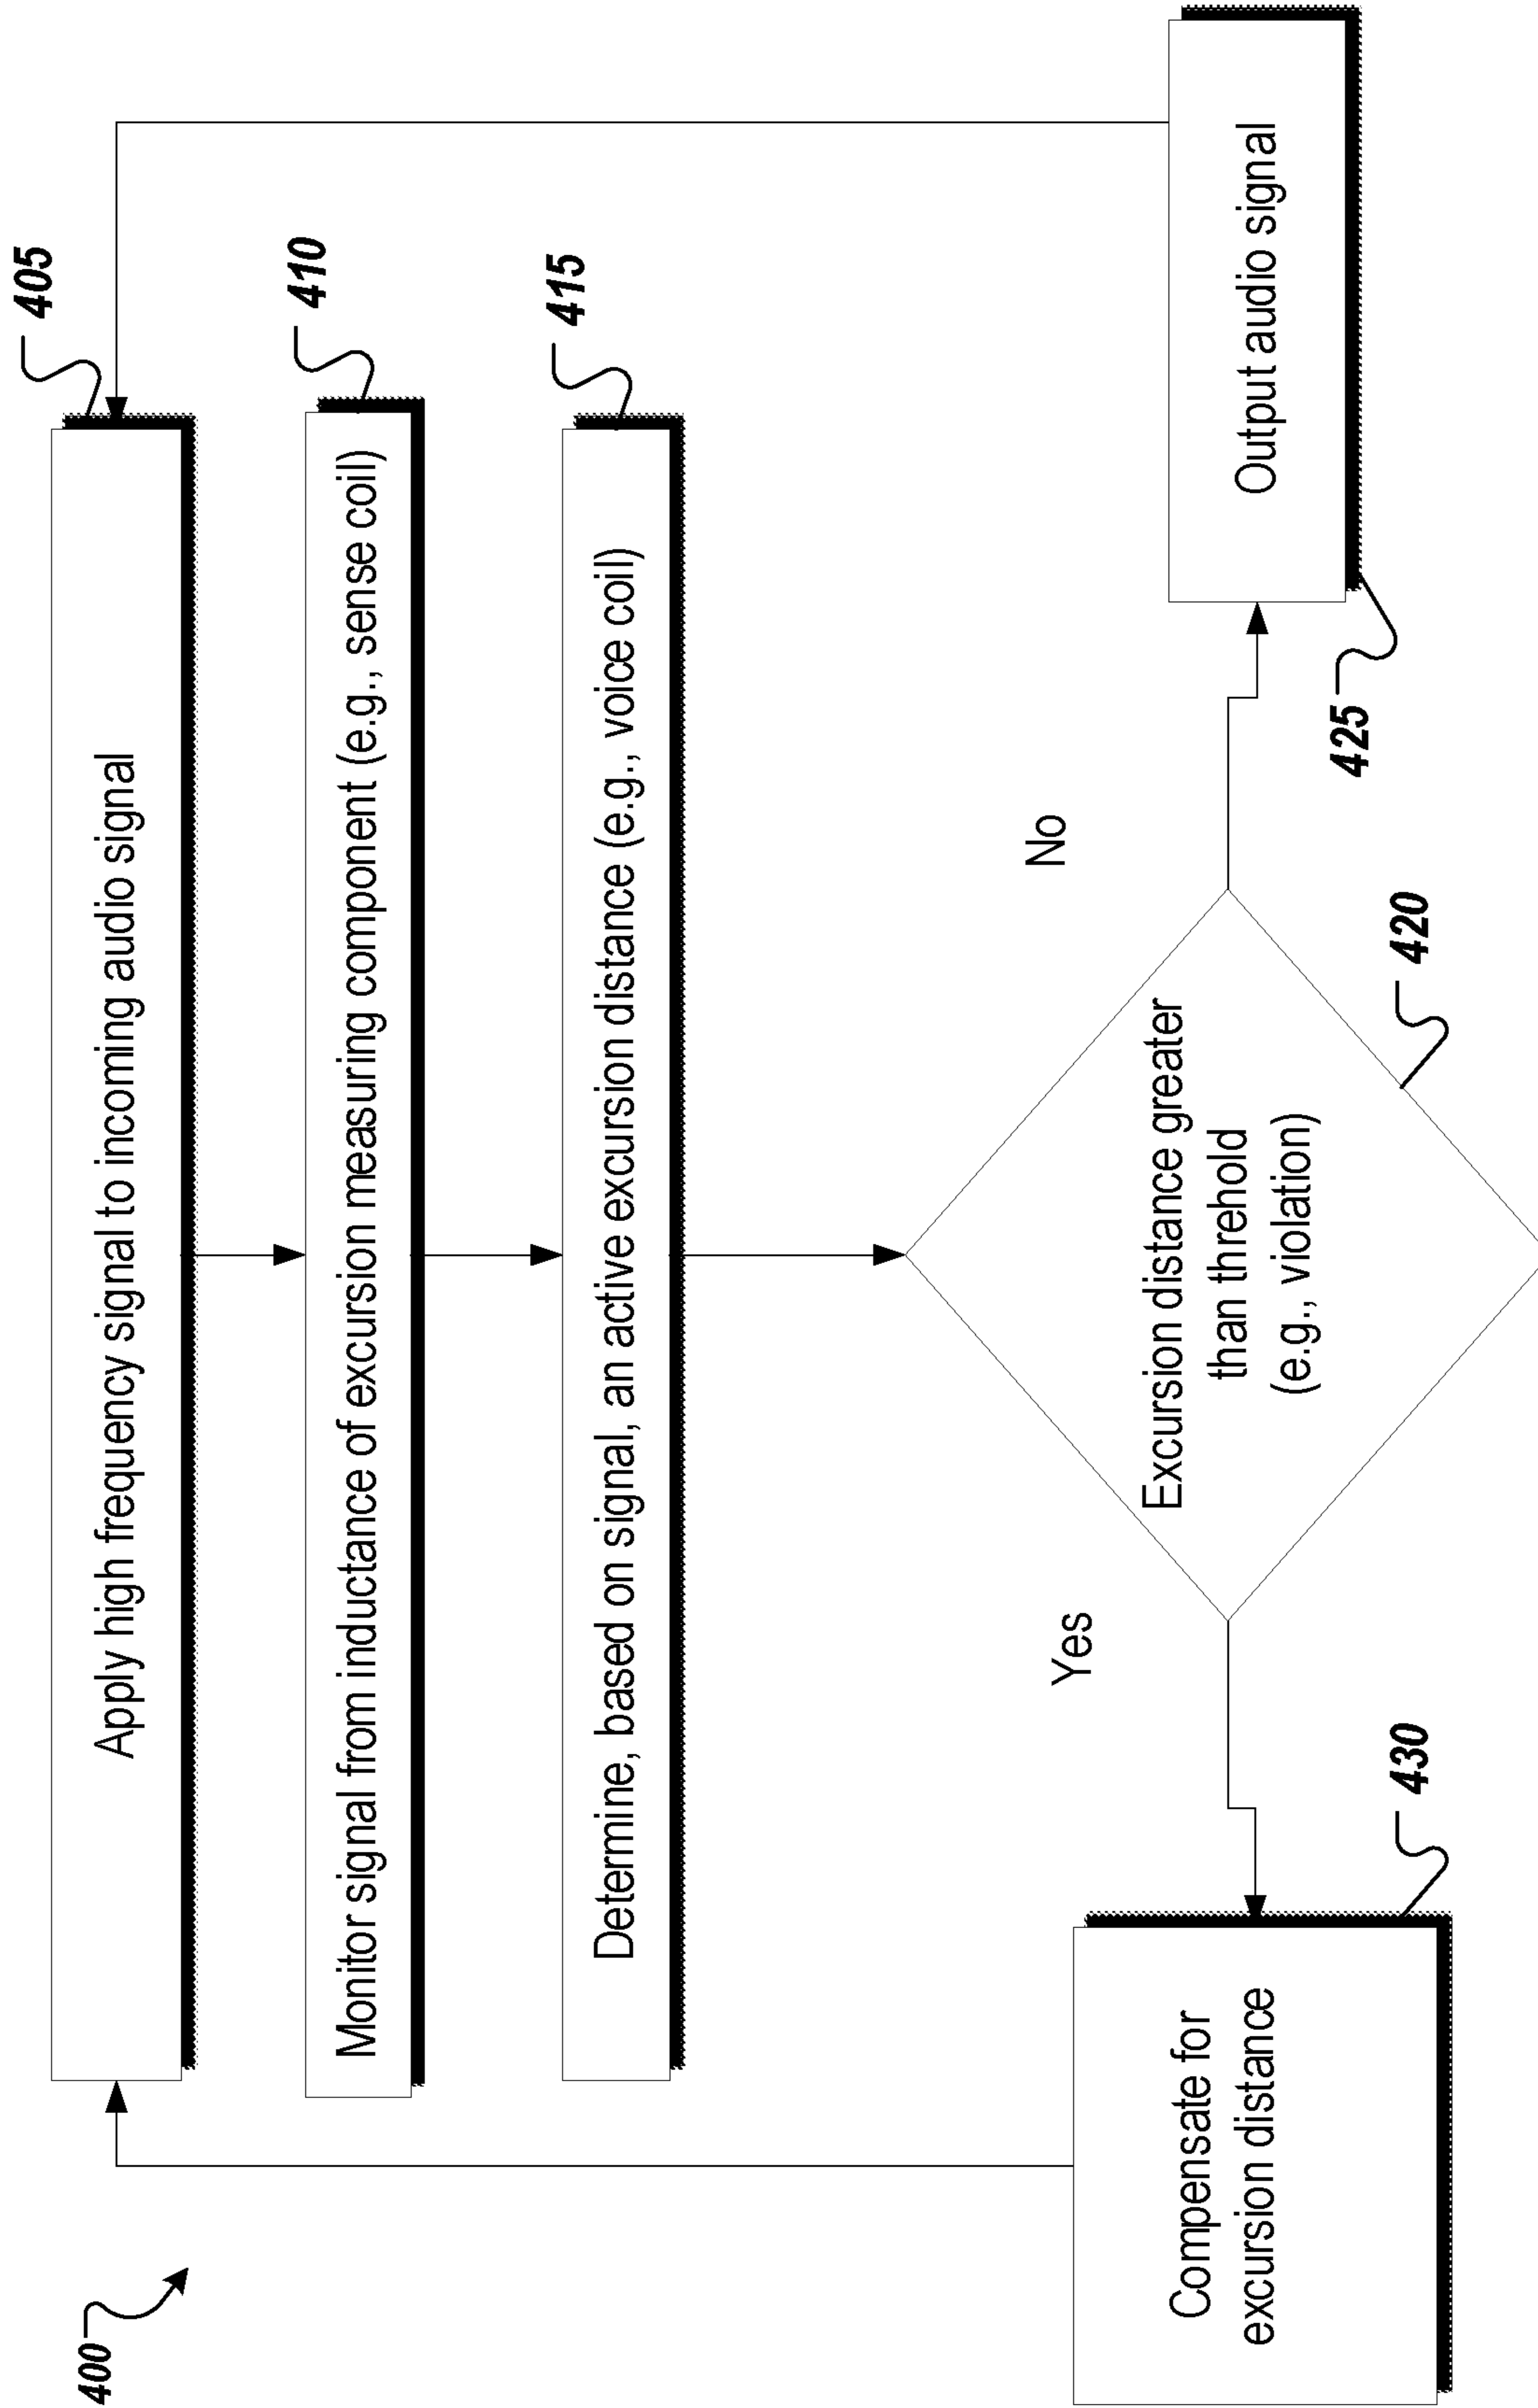 400
405
Apply high frequency signal to incoming audio signal
410
Monitor signal from inductance of excursion measuring component (e.g., sense coil)
415
Determine, based on signal, an active excursion distance (e.g., voice coil)
Yes
No
Excursion distance greater
than threhold
(e.g., violation)
420
Compensate for
excursion distance
430
Output audio signal
425